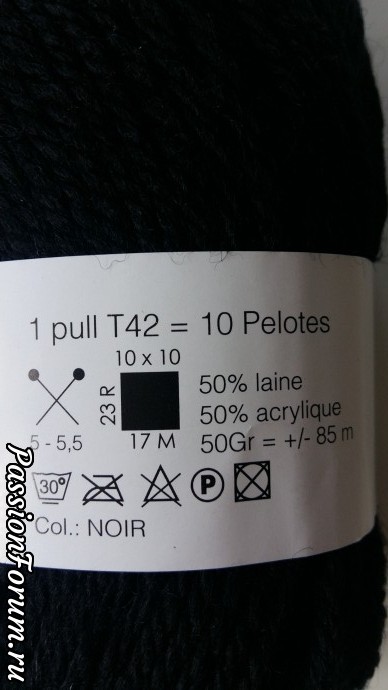 1 pull T42 = 10 Pelotes
10 x 10
23 R
50% laine
50% acrylique
5 - 5,5
17 M
50Gr = +/- 85 m
30°
P
Col.: NOIR
PassionForum.ru